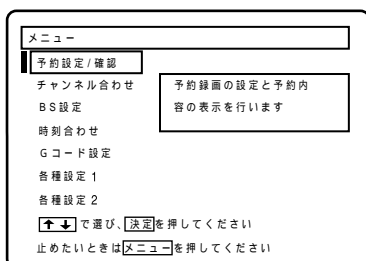 メニュー
予約設定/確認
チャンネル合わせ
予約録画の設定と予約内
容の表示を行います
BS設定
時刻合わせ
Gコード設定
各種設定1
各種設定2
↑↓で選び、決定を押してください
止めたいときはメニューを押してください